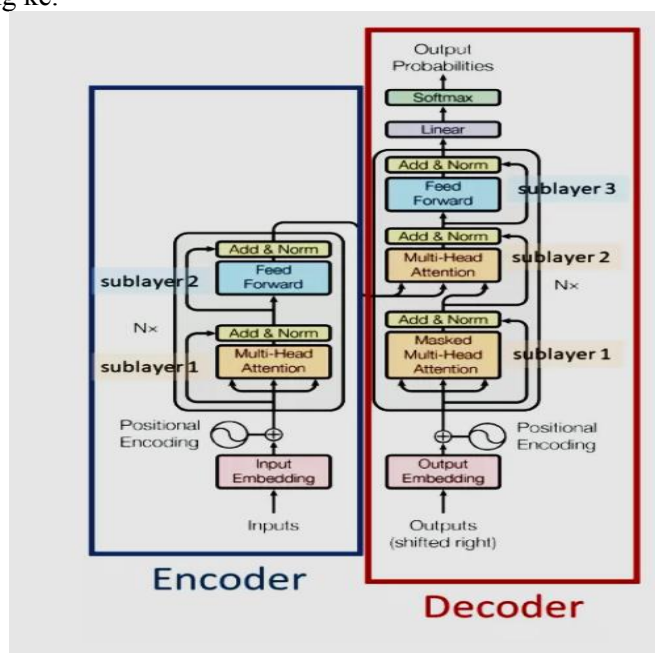 Output
Probabilities
Softmax
Linear
Add & Norm
Feed
Forward
sublayer 3
Add & Norm
Multi-Head
Attention
sublayer 2
Nx
Add & Norm
Masked
Multi-Head
Attention
sublayer 1
Positional
Encoding
Output
Embedding
Outputs
(shifted right)
Decoder
Add & Norm
Feed
Forward
sublayer 2
Nx
Add & Norm
Multi-Head
Attention
sublayer 1
Positional
Encoding
Input
Embedding
Inputs
Encoder